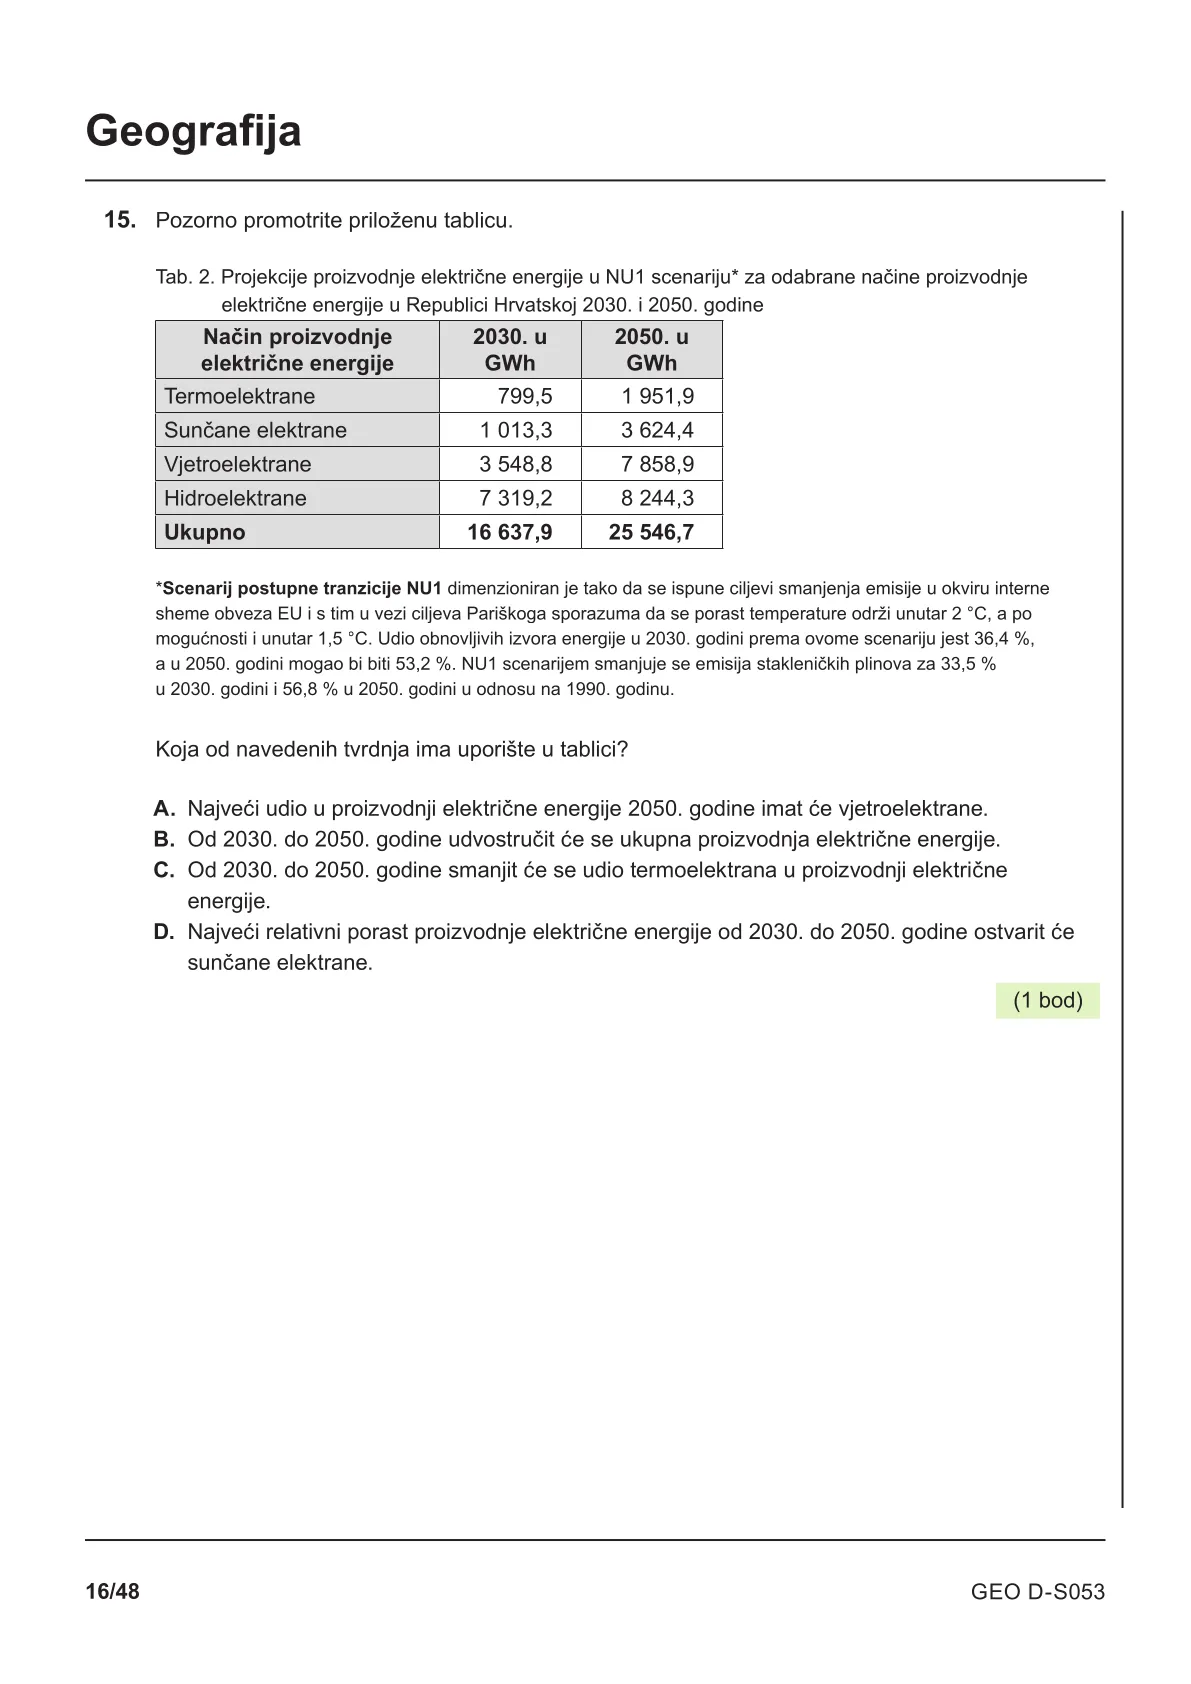 Geografija
15. Pozorno promotrite priloženu tablicu.
Tab. 2. Projekcije proizvodnje električne energije u NU1 scenariju* za odabrane načine proizvodnje
električne energije u Republici Hrvatskoj 2030. i 2050. godine
Način proizvodnje električne energije 2030. u GWh 2050. u GWh
Termoelektrane 799,5 1 951,9
Sunčane elektrane 1 013,3 3 624,4
Vjetroelektrane 3 548,8 7 858,9
Hidroelektrane 7 319,2 8 244,3
Ukupno 16 637,9 25 546,7
*Scenarij postupne tranzicije NU1 dimenzioniran je tako da se ispune ciljevi smanjenja emisije u okviru interne
sheme obveza EU i s tim u vezi ciljeva Pariškoga sporazuma da se porast temperature održi unutar 2 °C, a po
mogućnosti i unutar 1,5 °C. Udio obnovljivih izvora energije u 2030. godini prema ovome scenariju jest 36,4 %,
a u 2050. godini mogao bi biti 53,2 %. NU1 scenarijem smanjuje se emisija stakleničkih plinova za 33,5 %
u 2030. godini i 56,8 % u 2050. godini u odnosu na 1990. godinu.
Koja od navedenih tvrdnja ima uporište u tablici?
A. Najveći udio u proizvodnji električne energije 2050. godine imat će vjetroelektrane.
B. Od 2030. do 2050. godine udvostručit će se ukupna proizvodnja električne energije.
C. Od 2030. do 2050. godine smanjit će se udio termoelektrana u proizvodnji električne
energije.
D. Najveći relativni porast proizvodnje električne energije od 2030. do 2050. godine ostvarit će
sunčane elektrane.
(1 bod)
16/48
GEO D-S053